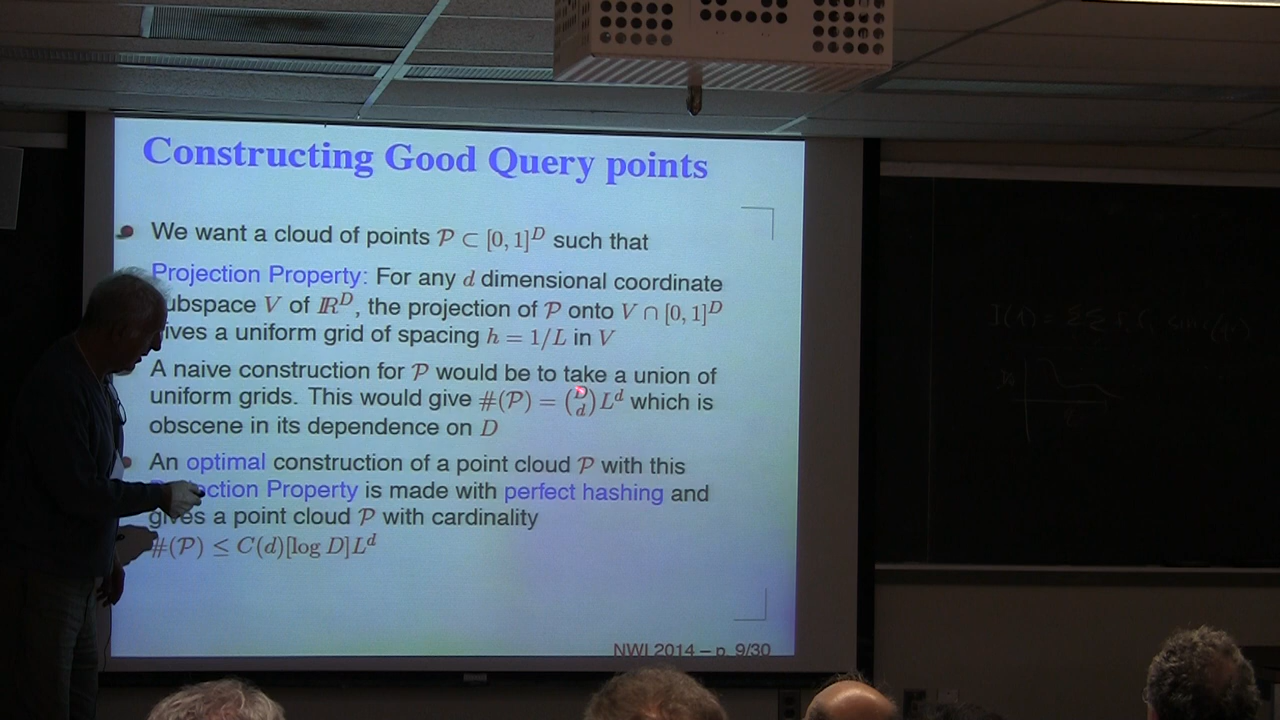 Constructing Good Query points
We want a cloud of points 𝒫 ⊂ [0, 1]^D such that
Projection Property: For any d dimensional coordinate
subspace V of ℝ^D, the projection of 𝒫 onto V ∩ [0, 1]^D
gives a uniform grid of spacing h = 1/L in V
A naive construction for 𝒫 would be to take a union of
uniform grids. This would give #(𝒫) = (D d) L^d which is
obscene in its dependence on D
An optimal construction of a point cloud 𝒫 with this
Projection Property is made with perfect hashing and
gives a point cloud 𝒫 with cardinality
#(𝒫) ≤ C(d)[log D]L^d
NWI 2014 – p. 9/30